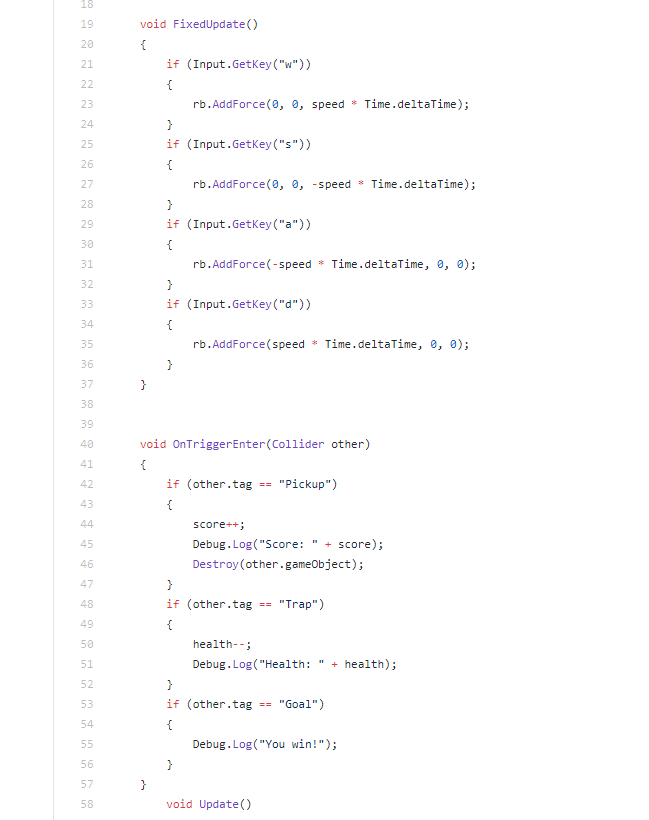 18
19 void FixedUpdate()
20 {
21 if (Input.GetKey("w"))
22 {
23 rb.AddForce(0, 0, speed * Time.deltaTime);
24 }
25 if (Input.GetKey("s"))
26 {
27 rb.AddForce(0, 0, -speed * Time.deltaTime);
28 }
29 if (Input.GetKey("a"))
30 {
31 rb.AddForce(-speed * Time.deltaTime, 0, 0);
32 }
33 if (Input.GetKey("d"))
34 {
35 rb.AddForce(speed * Time.deltaTime, 0, 0);
36 }
37 }
38
39
40 void OnTriggerEnter(Collider other)
41 {
42 if (other.tag == "Pickup")
43 {
44 score++;
45 Debug.Log("Score: " + score);
46 Destroy(other.gameObject);
47 }
48 if (other.tag == "Trap")
49 {
50 health--;
51 Debug.Log("Health: " + health);
52 }
53 if (other.tag == "Goal")
54 {
55 Debug.Log("You win!");
56 }
57 }
58 void Update()